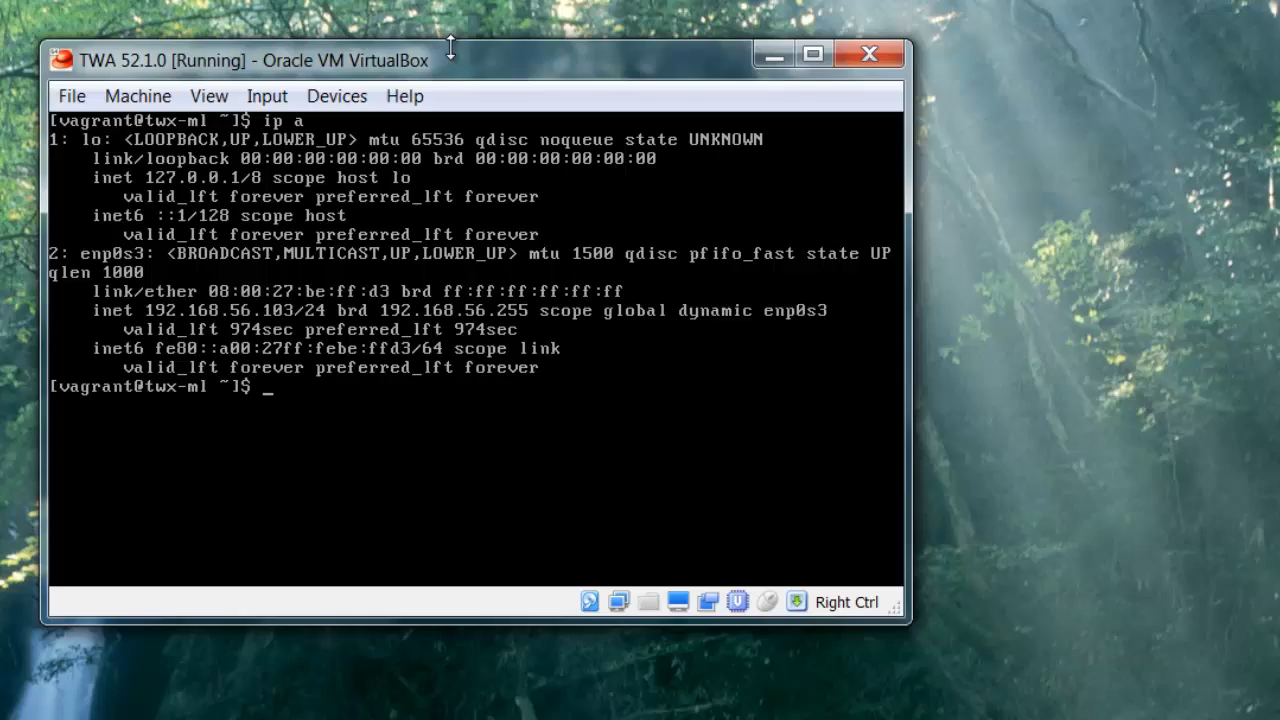 TWA 52.1.0 [Running] - Oracle VM VirtualBox
File Machine View Input Devices Help
[vagrant@twx-ml ~]$ ip a
1: lo: <LOOPBACK,UP,LOWER_UP> mtu 65536 qdisc noqueue state UNKNOWN
link/loopback 00:00:00:00:00:00 brd 00:00:00:00:00:00
inet 127.0.0.1/8 scope host lo
valid_lft forever preferred_lft forever
inet6 ::1/128 scope host
valid_lft forever preferred_lft forever
2: enp0s3: <BROADCAST,MULTICAST,UP,LOWER_UP> mtu 1500 qdisc pfifo_fast state UP
qlen 1000
link/ether 08:00:27:be:ff:d3 brd ff:ff:ff:ff:ff:ff
inet 192.168.56.103/24 brd 192.168.56.255 scope global dynamic enp0s3
valid_lft 974sec preferred_lft 974sec
inet6 fe80::a00:27ff:febe:ffd3/64 scope link
valid_lft forever preferred_lft forever
[vagrant@twx-ml ~]$ _
Right Ctrl